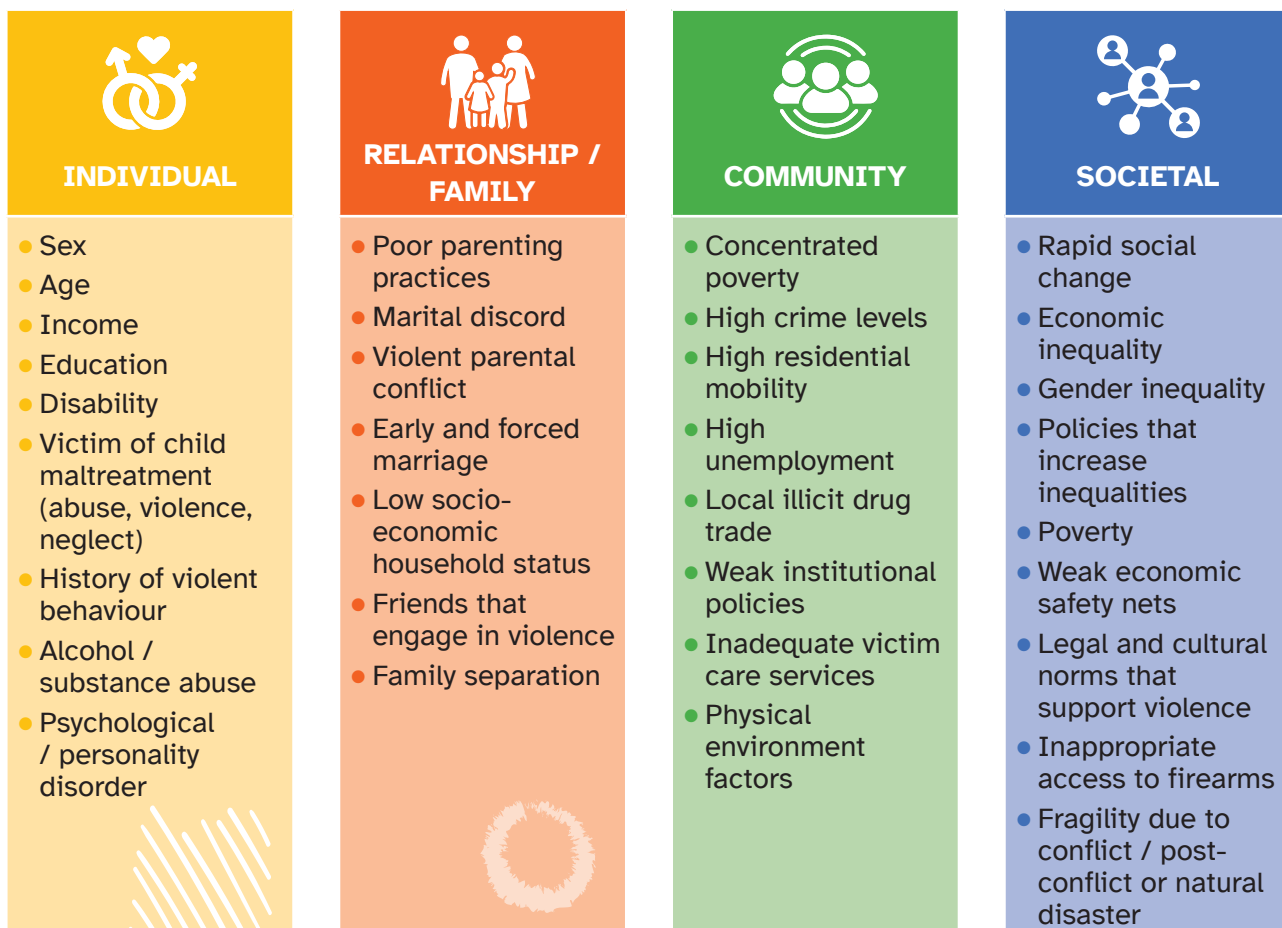 INDIVIDUAL
Sex
Age
Income
Education
Disability
Victim of child
maltreatment
(abuse, violence,
neglect)
History of violent
behaviour
Alcohol /
substance abuse
Psychological
/ personality
disorder
RELATIONSHIP /
FAMILY
Poor parenting
practices
Marital discord
Violent parental
conflict
Early and forced
marriage
Low socio-
economic
household status
Friends that
engage in violence
Family separation
COMMUNITY
Concentrated
poverty
High crime levels
High residential
mobility
High
unemployment
Local illicit drug
trade
Weak institutional
policies
Inadequate victim
care services
Physical
environment
factors
SOCIETAL
Rapid social
change
Economic
inequality
Gender inequality
Policies that
increase
inequalities
Poverty
Weak economic
safety nets
Legal and cultural
norms that
support violence
Inappropriate
access to firearms
Fragility due to
conflict / post-
conflict or natural
disaster